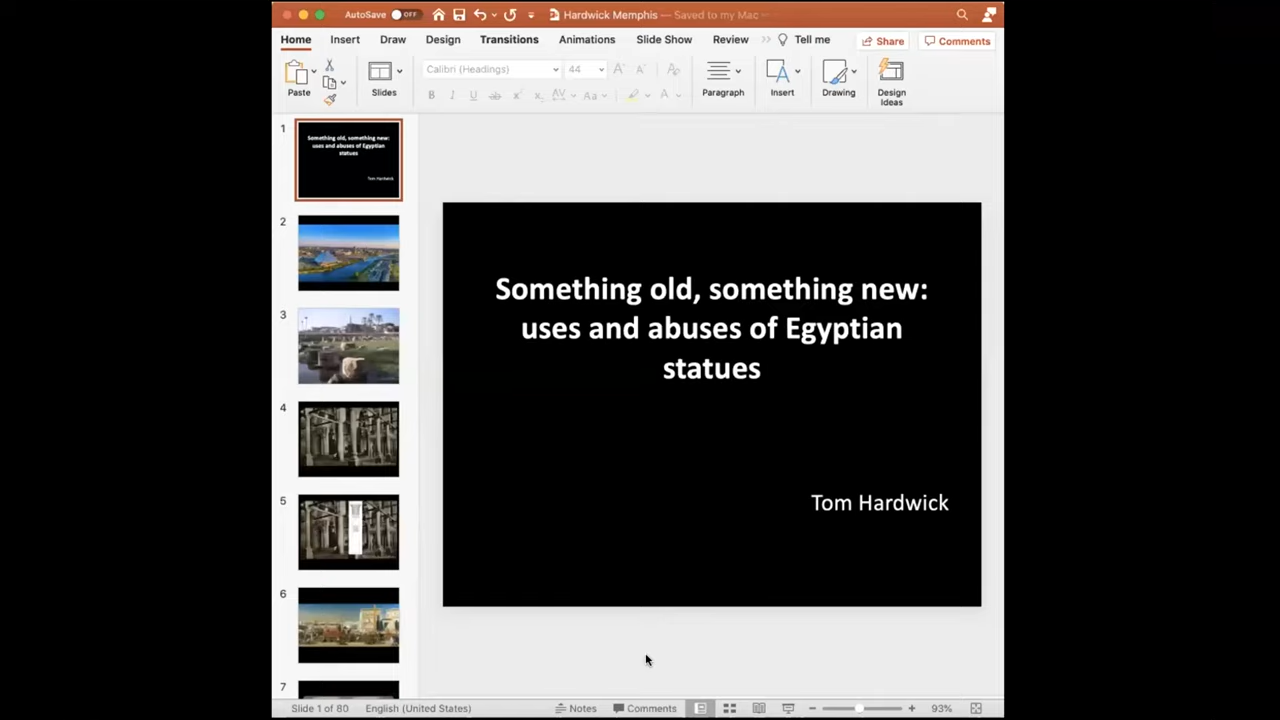 AutoSave OFF
Hardwick Memphis — Saved to my Mac
Home Insert Draw Design Transitions Animations Slide Show Review Tell me Share Comments
Calibri (Headings) 44
Paste Slides Paragraph Insert Drawing Design Ideas
1
Something old, something new:
uses and abuses of Egyptian
statues
Tom Hardwick
2
3
4
5
6
7
Something old, something new:
uses and abuses of Egyptian
statues
Tom Hardwick
Slide 1 of 80 English (United States) Notes Comments 93%